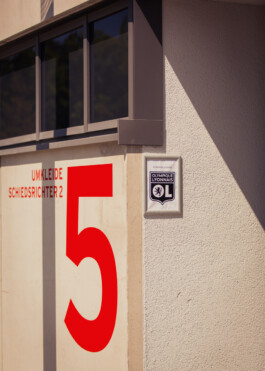 UMKLEIDE
SCHIEDSRICHTER 2
5
OLYMPIQUE
LYONNAIS
OL